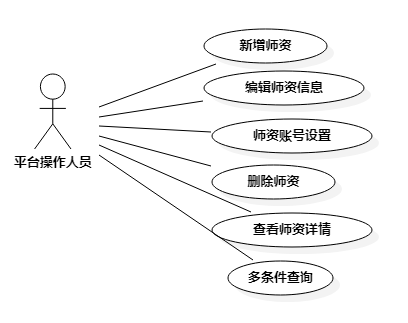 新增师资
编辑师资信息
师资账号设置
平台操作人员
删除师资
查看师资详情
多条件查询